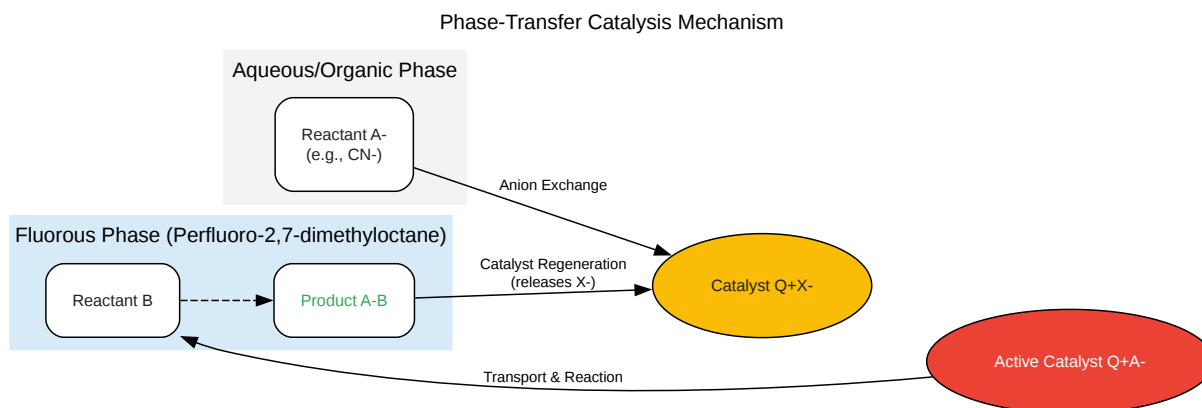 Phase-Transfer Catalysis Mechanism
Aqueous/Organic Phase
Reactant A-
(e.g., CN-)
Anion Exchange
Fluorous Phase (Perfluoro-2,7-dimethyloctane)
Reactant B
Product A-B
Catalyst Regeneration
(releases X-)
Catalyst Q+X-
Active Catalyst Q+A-
Transport & Reaction